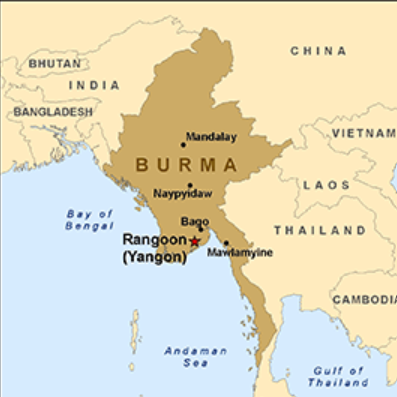 CHINA
BHUTAN
INDIA
BANGLADESH
Mandalay
VIETNAM
BURMA
LAOS
Naypyidaw
Bay of
Bengal
Bago
THAILAND
Rangoon
(Yangon)
Mawlamyine
CAMBODIA
Andaman
Sea
Gulf of
Thailand